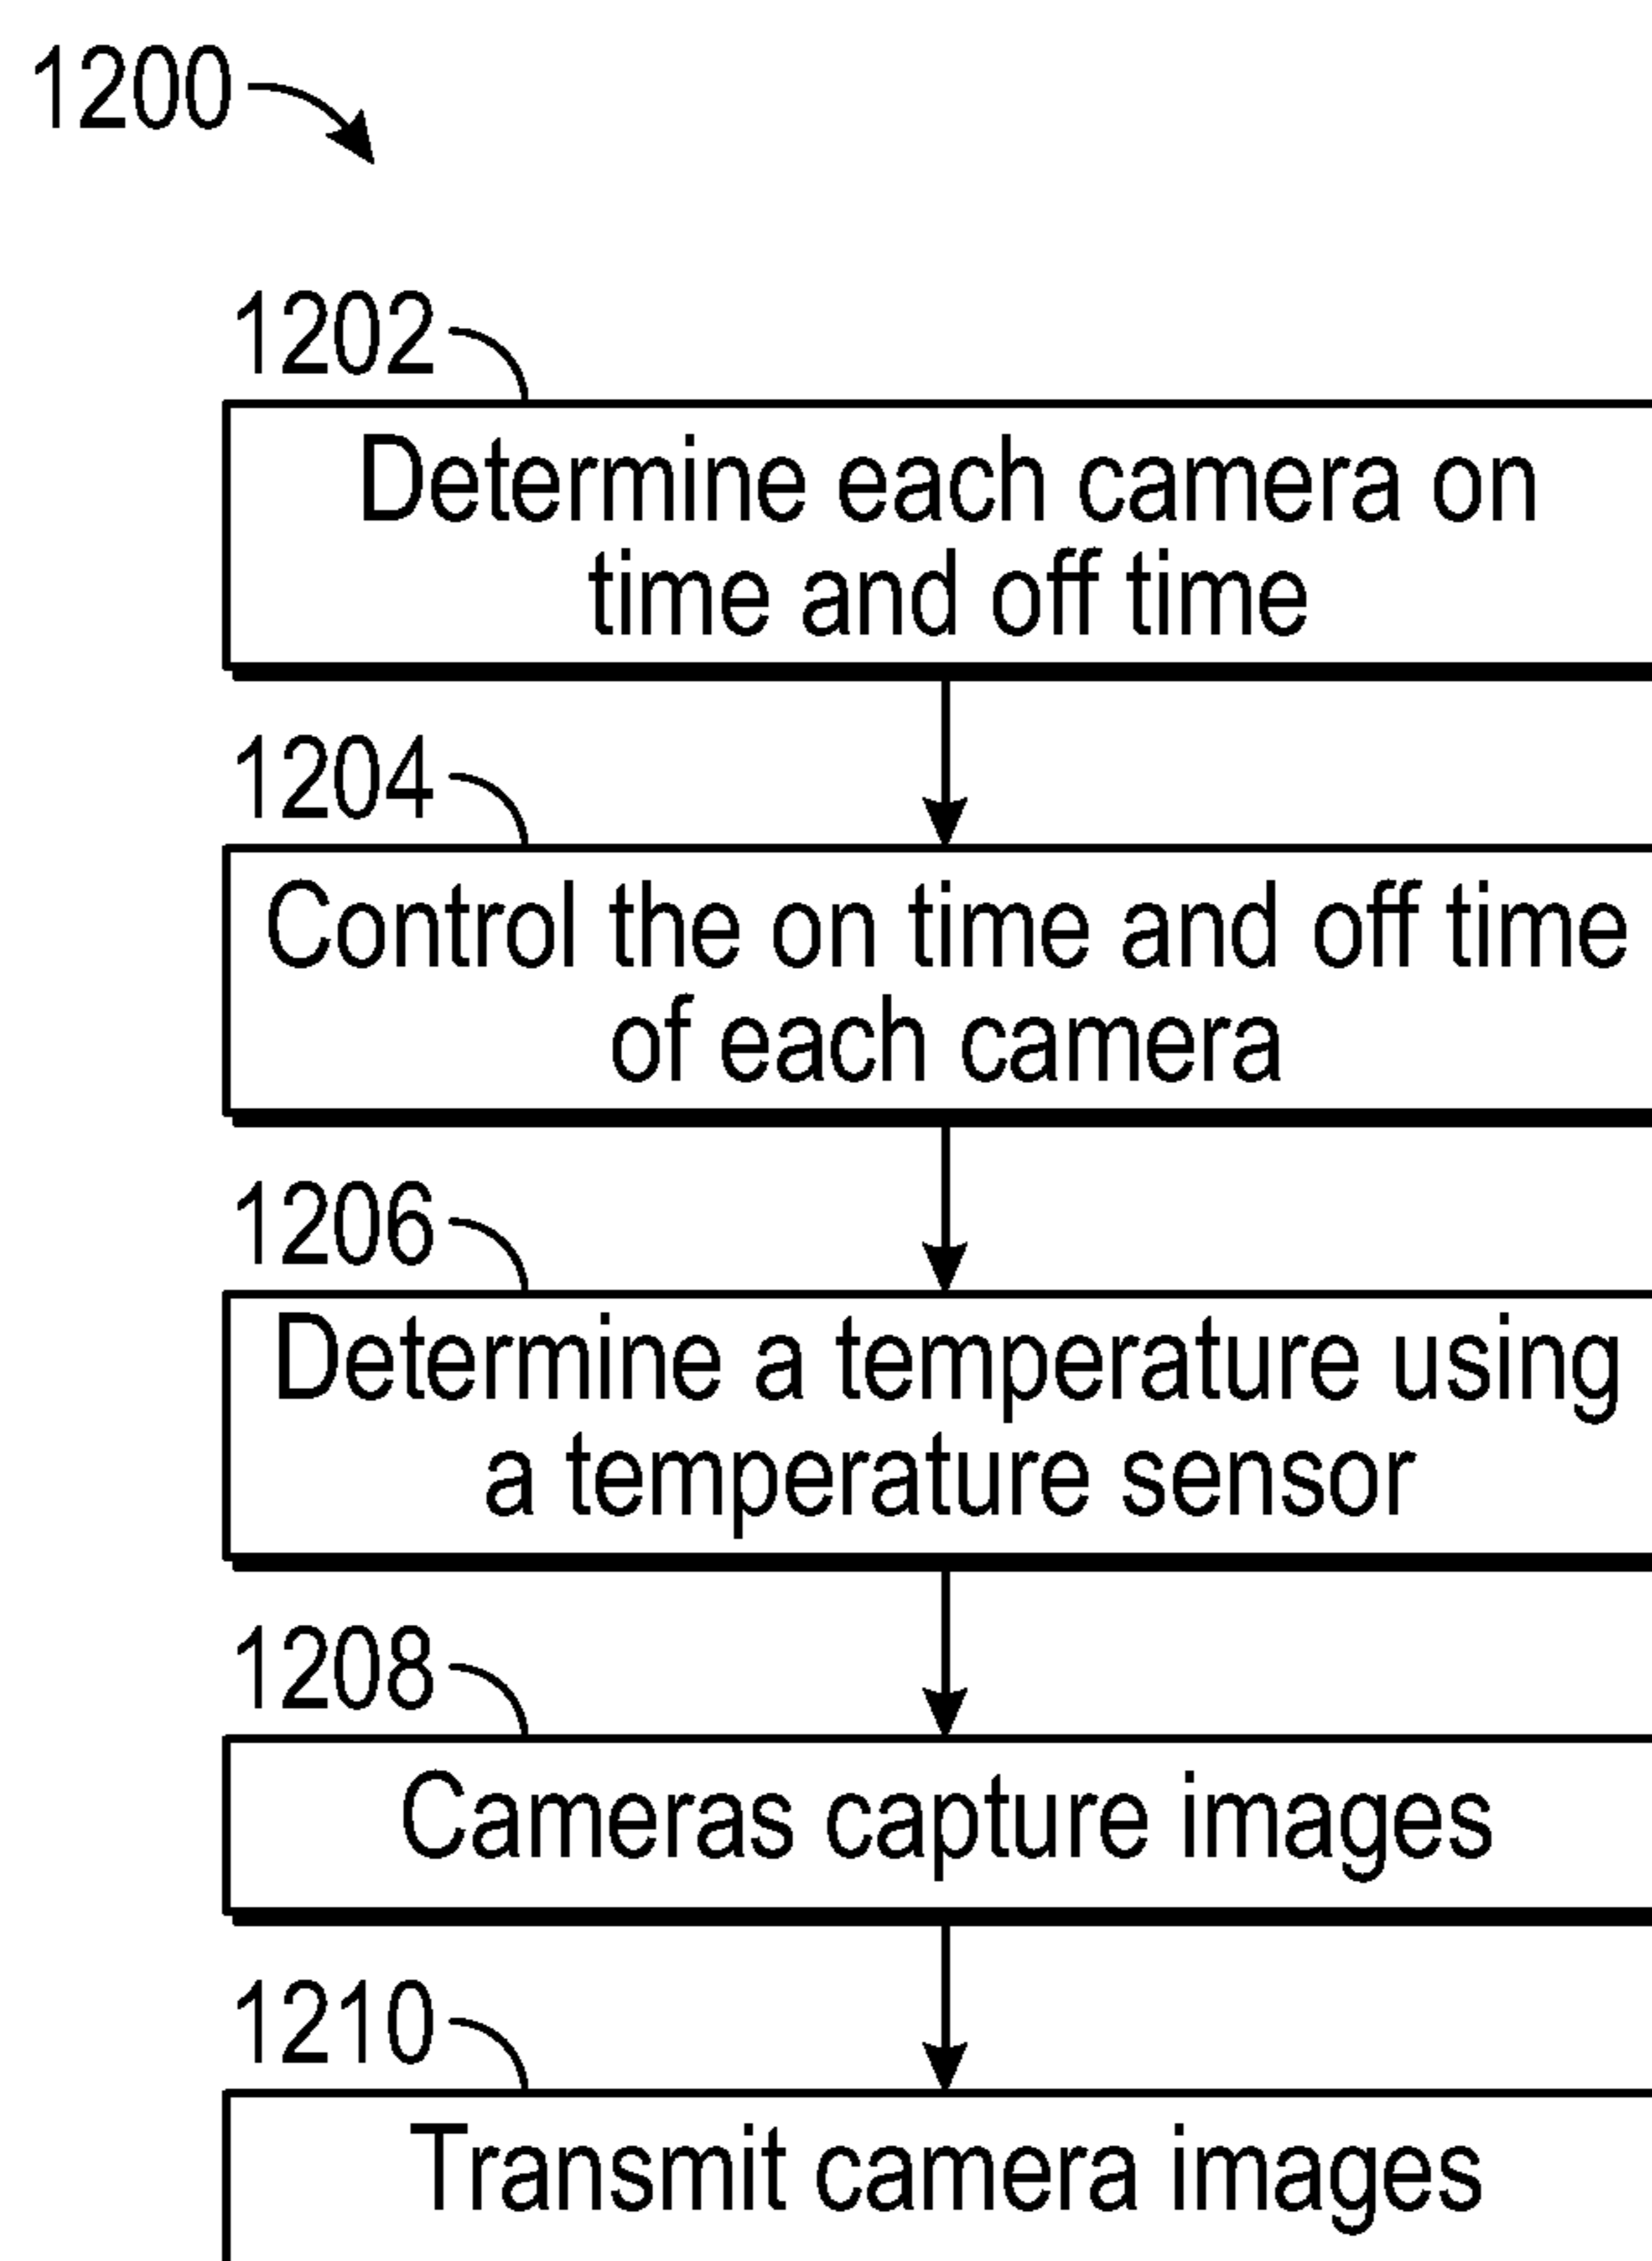 1200
1202
Determine each camera on
time and off time
1204
Control the on time and off time
of each camera
1206
Determine a temperature using
a temperature sensor
1208
Cameras capture images
1210
Transmit camera images